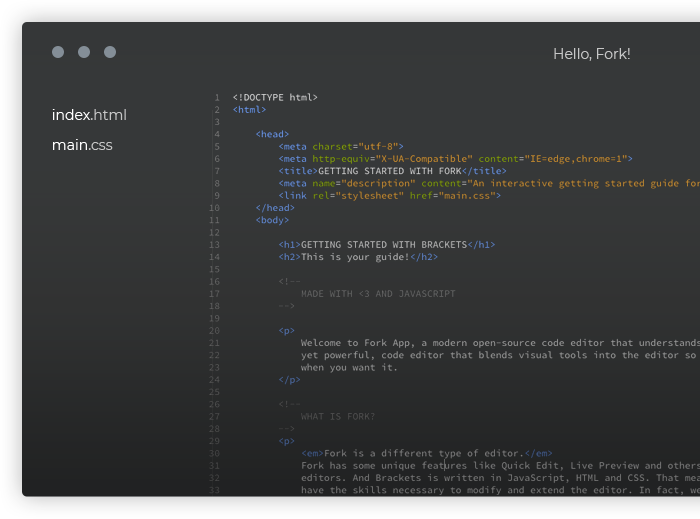 Hello, Fork!
index.html
main.css
1 <!DOCTYPE html>
2 <html>
3
4 <head>
5 <meta charset="utf-8">
6 <meta http-equiv="X-UA-Compatible" content="IE=edge,chrome=1">
7 <title>GETTING STARTED WITH FORK</title>
8 <meta name="description" content="An interactive getting started guide for
9 <link rel="stylesheet" href="main.css">
10 </head>
11 <body>
12
13 <h1>GETTING STARTED WITH BRACKETS</h1>
14 <h2>This is your guide!</h2>
15
16 <!--
17 MADE WITH <3 AND JAVASCRIPT
18 -->
19
20 <p>
21 Welcome to Fork App, a modern open-source code editor that understands
22 yet powerful, code editor that blends visual tools into the editor so
23 when you want it.
24 </p>
25
26 <!--
27 WHAT IS FORK?
28 -->
29 <p>
30 <em>Fork is a different type of editor.</em>
31 Fork has some unique features like Quick Edit, Live Preview and others
32 editors. And Brackets is written in JavaScript, HTML and CSS. That mea
33 have the skills necessary to modify and extend the editor. In fact, we